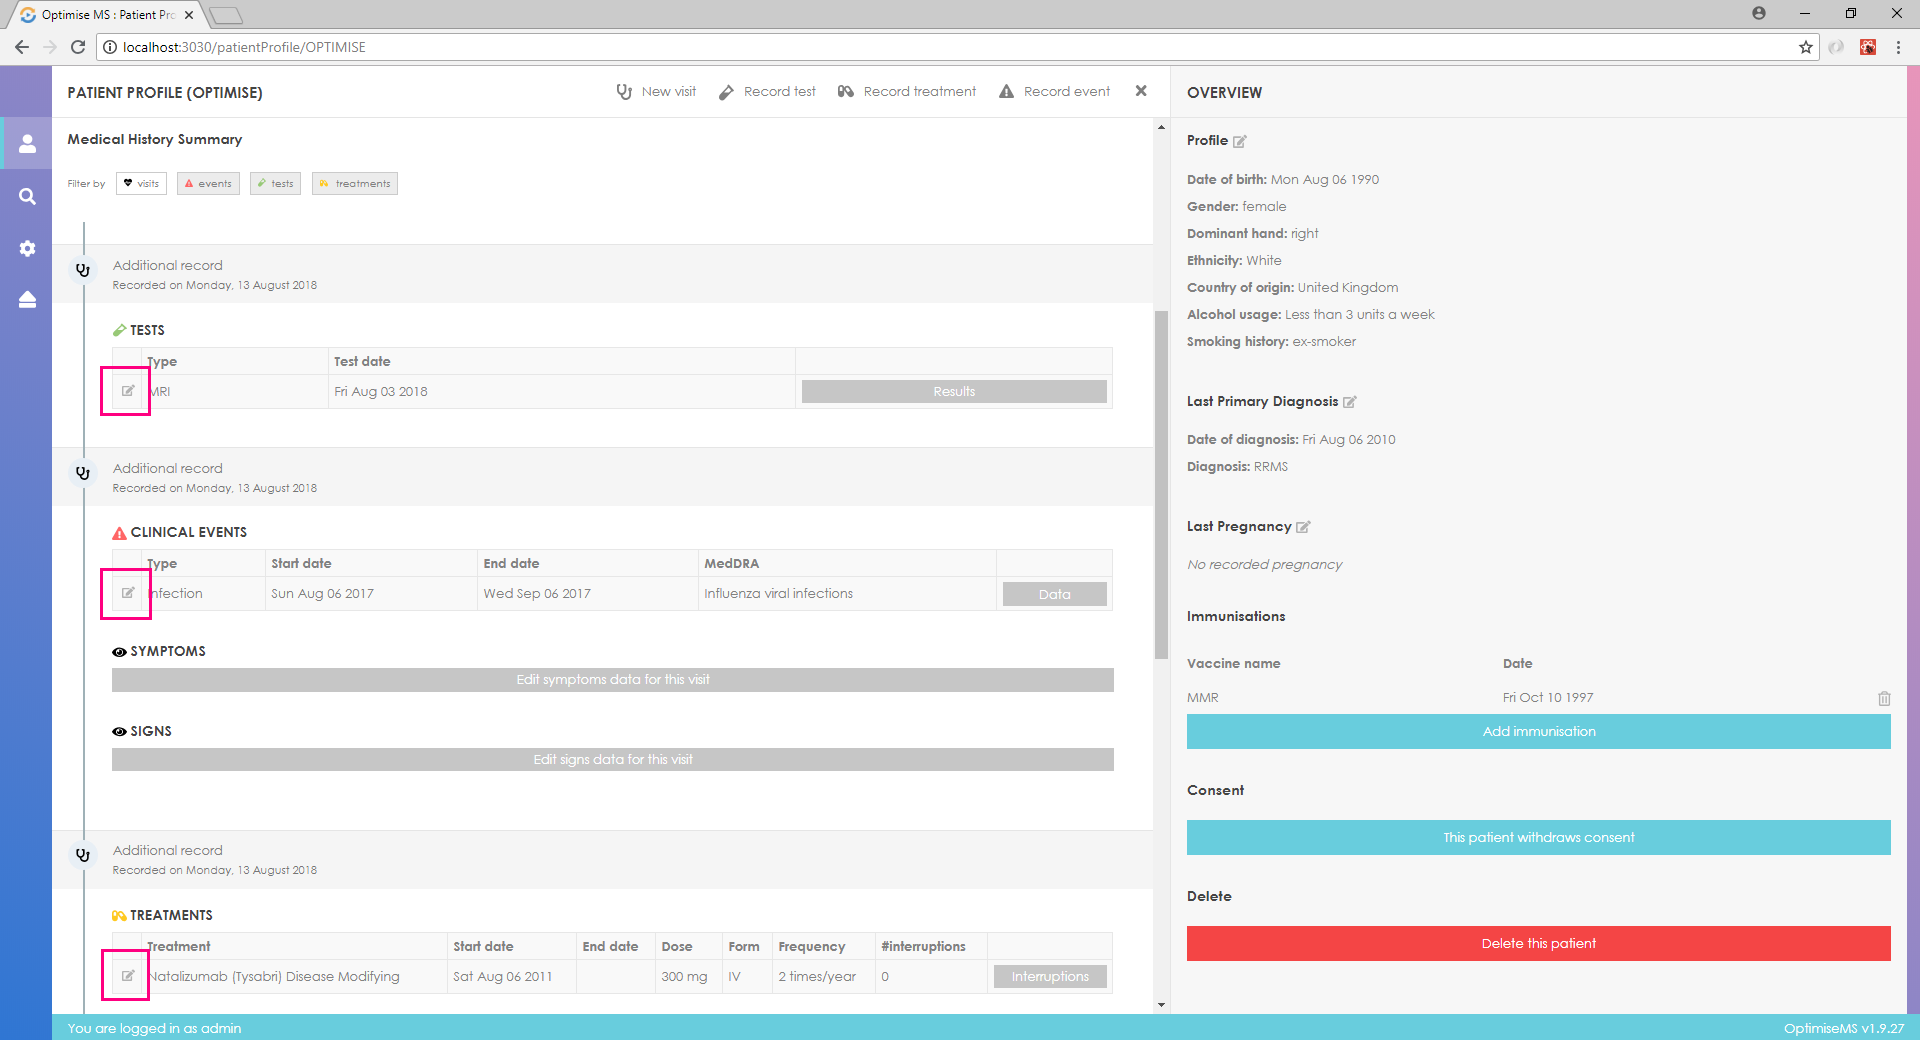 Optimise MS : Patient Pro
localhost:3030/patientProfile/OPTIMISE
PATIENT PROFILE (OPTIMISE)
New visit
Record test
Record treatment
Record event
Medical History Summary
Filter by
visits
events
tests
treatments
Additional record
Recorded on Monday, 13 August 2018
TESTS
Type Test date
MRI Fri Aug 03 2018 Results
Additional record
Recorded on Monday, 13 August 2018
CLINICAL EVENTS
Type Start date End date MedDRA
Infection Sun Aug 06 2017 Wed Sep 06 2017 Influenza viral infections Data
SYMPTOMS
Edit symptoms data for this visit
SIGNS
Edit signs data for this visit
Additional record
Recorded on Monday, 13 August 2018
TREATMENTS
Treatment Start date End date Dose Form Frequency #interruptions
Natalizumab (Tysabri) Disease Modifying Sat Aug 06 2011 300 mg IV 2 times/year 0 Interruptions
OVERVIEW
Profile
Date of birth: Mon Aug 06 1990
Gender: female
Dominant hand: right
Ethnicity: White
Country of origin: United Kingdom
Alcohol usage: Less than 3 units a week
Smoking history: ex-smoker
Last Primary Diagnosis
Date of diagnosis: Fri Aug 06 2010
Diagnosis: RRMS
Last Pregnancy
No recorded pregnancy
Immunisations
Vaccine name Date
MMR Fri Oct 10 1997
Add immunisation
Consent
This patient withdraws consent
Delete
Delete this patient
You are logged in as admin
OptimiseMS v1.9.27